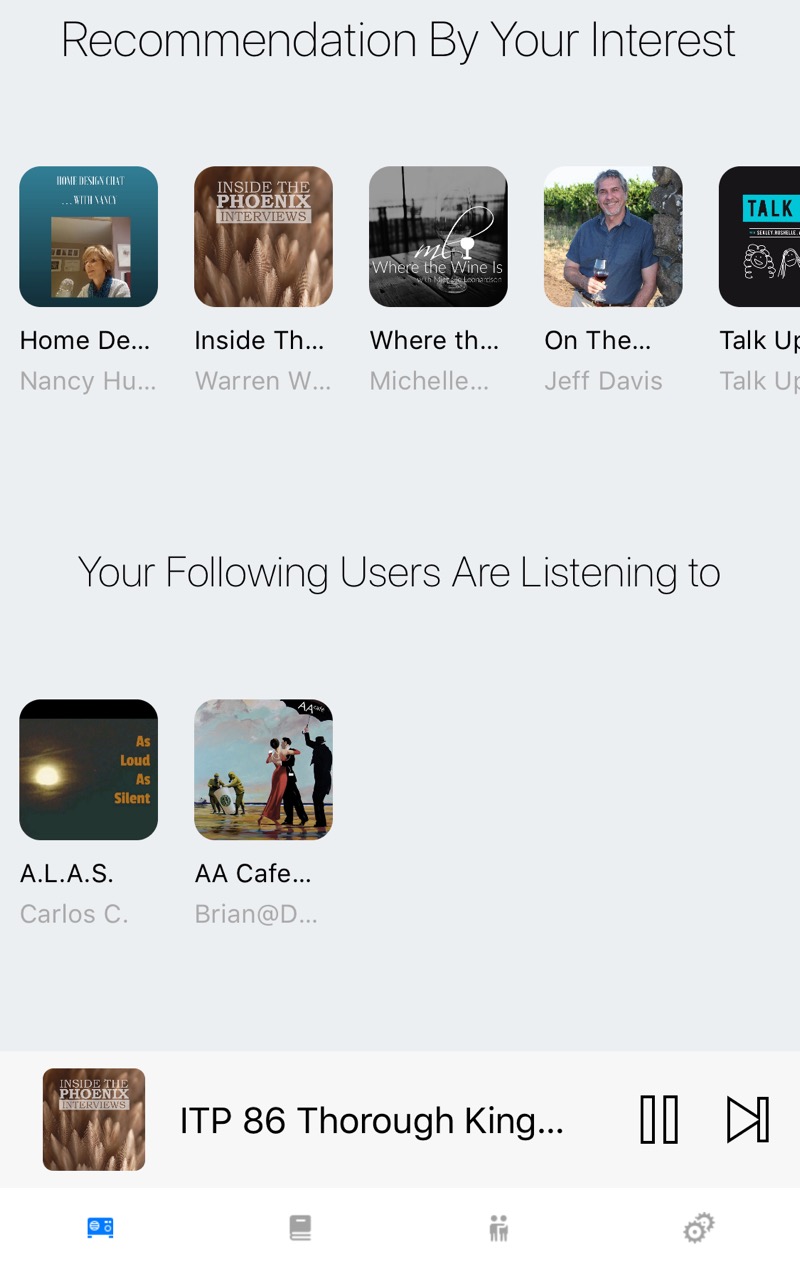 Recommendation By Your Interest
HOME DESIGN CHAT
. . . WITH NANCY
INSIDE THE
PHOENIX
INTERVIEWS
ml
Where the Wine Is
with Michelle Leonardson
TALK
Home De...
Inside Th...
Where th...
On The...
Talk Up
Nancy Hu...
Warren W...
Michelle...
Jeff Davis
Talk Up
Your Following Users Are Listening to
As
Loud
As
Silent
AA cafe
A.L.A.S.
AA Cafe...
Carlos C.
Brian@D...
INSIDE THE
PHOENIX
INTERVIEWS
ITP 86 Thorough King...